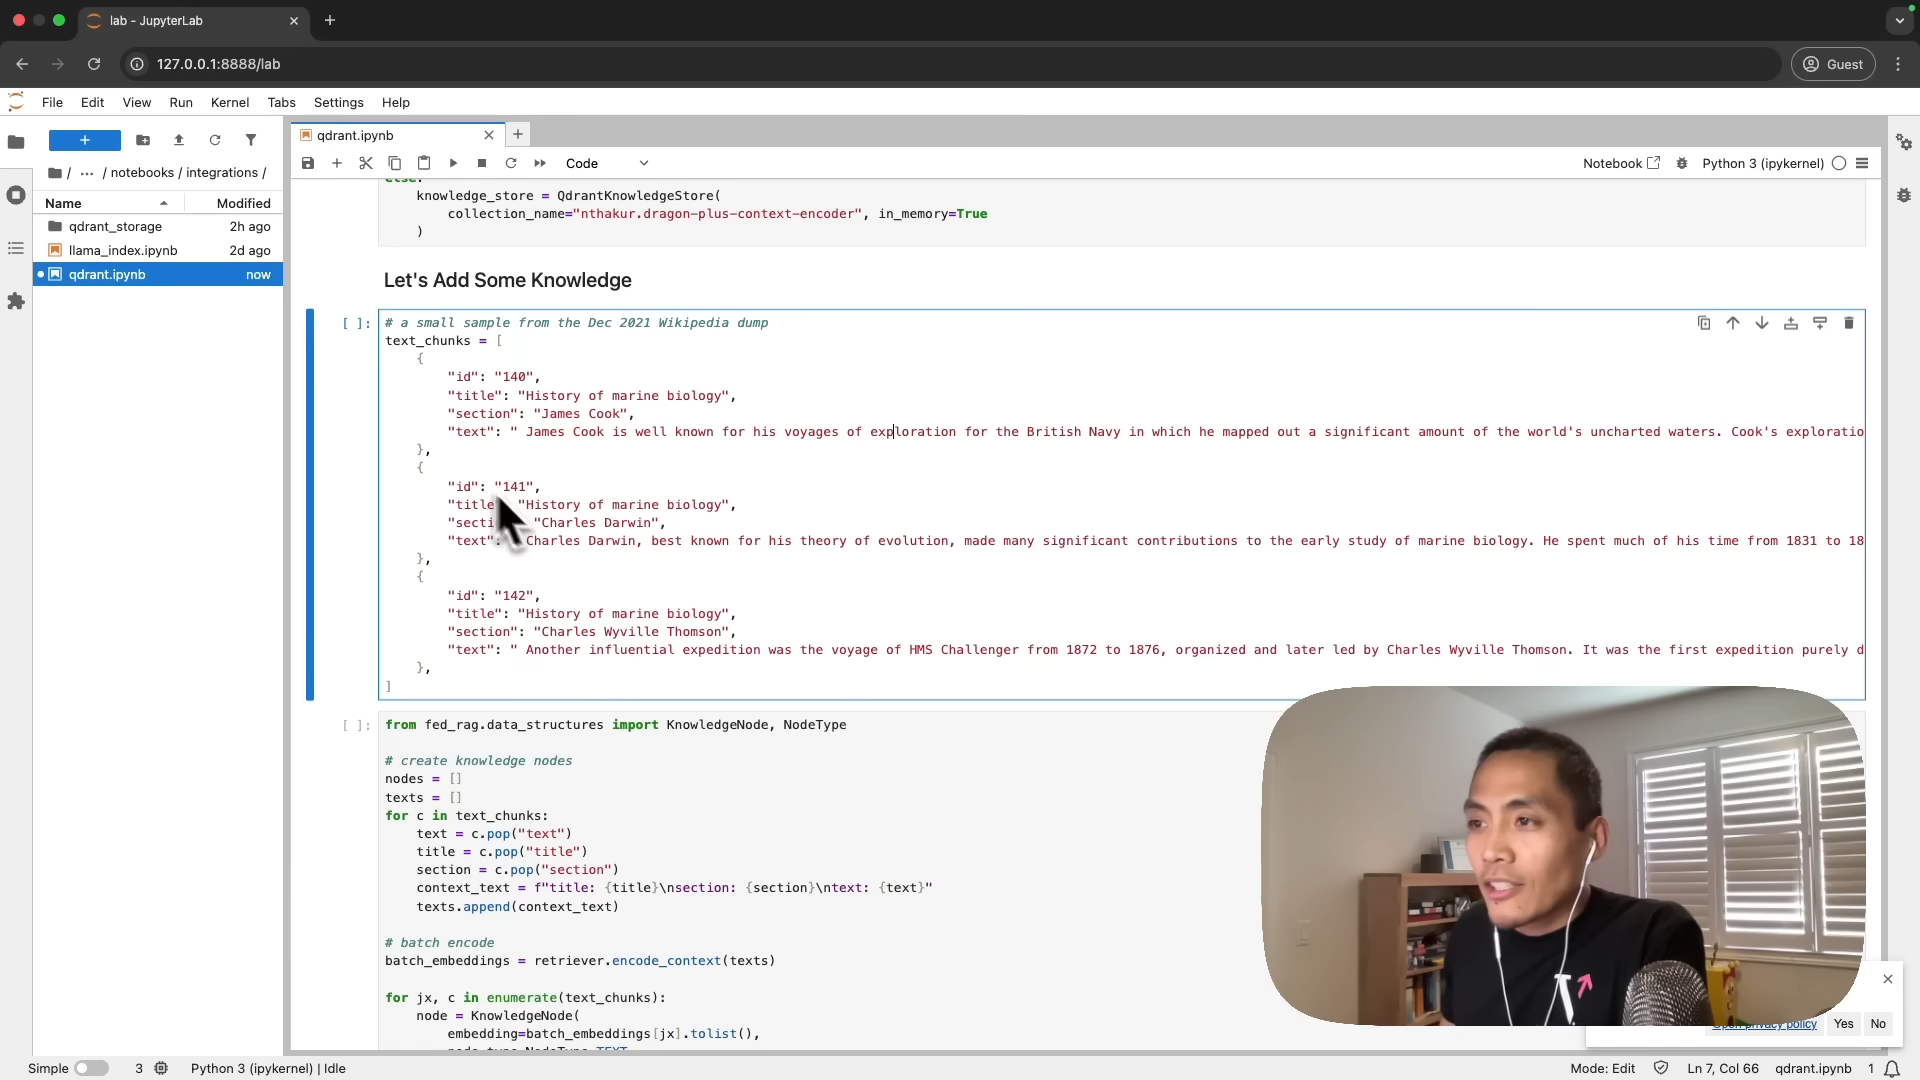 lab - JupyterLab
127.0.0.1:8888/lab
Guest
File Edit View Run Kernel Tabs Settings Help
qdrant.ipynb
Code
Notebook
Python 3 (ipykernel)
/ ... / notebooks / integrations /
Name Modified
qdrant_storage 2h ago
llama_index.ipynb 2d ago
qdrant.ipynb now
knowledge_store = QdrantKnowledgeStore(
collection_name="nthakur.dragon-plus-context-encoder", in_memory=True
)
Let's Add Some Knowledge
[ ]:
# a small sample from the Dec 2021 Wikipedia dump
text_chunks = [
{
"id": "140",
"title": "History of marine biology",
"section": "James Cook",
"text": " James Cook is well known for his voyages of exploration for the British Navy in which he mapped out a significant amount of the world's uncharted waters. Cook's exploratio
},
{
"id": "141",
"title "History of marine biology",
"secti "Charles Darwin",
"text": Charles Darwin, best known for his theory of evolution, made many significant contributions to the early study of marine biology. He spent much of his time from 1831 to 18
},
{
"id": "142",
"title": "History of marine biology",
"section": "Charles Wyville Thomson",
"text": " Another influential expedition was the voyage of HMS Challenger from 1872 to 1876, organized and later led by Charles Wyville Thomson. It was the first expedition purely d
},
]
[ ]:
from fed_rag.data_structures import KnowledgeNode, NodeType
# create knowledge nodes
nodes = []
texts = []
for c in text_chunks:
text = c.pop("text")
title = c.pop("title")
section = c.pop("section")
context_text = f"title: {title}\nsection: {section}\ntext: {text}"
texts.append(context_text)
# batch encode
batch_embeddings = retriever.encode_context(texts)
for jx, c in enumerate(text_chunks):
node = KnowledgeNode(
embedding=batch_embeddings[jx].tolist(),
Open privacy policy Yes No
Simple 3 Python 3 (ipykernel) | Idle
Mode: Edit Ln 7, Col 66 qdrant.ipynb 1